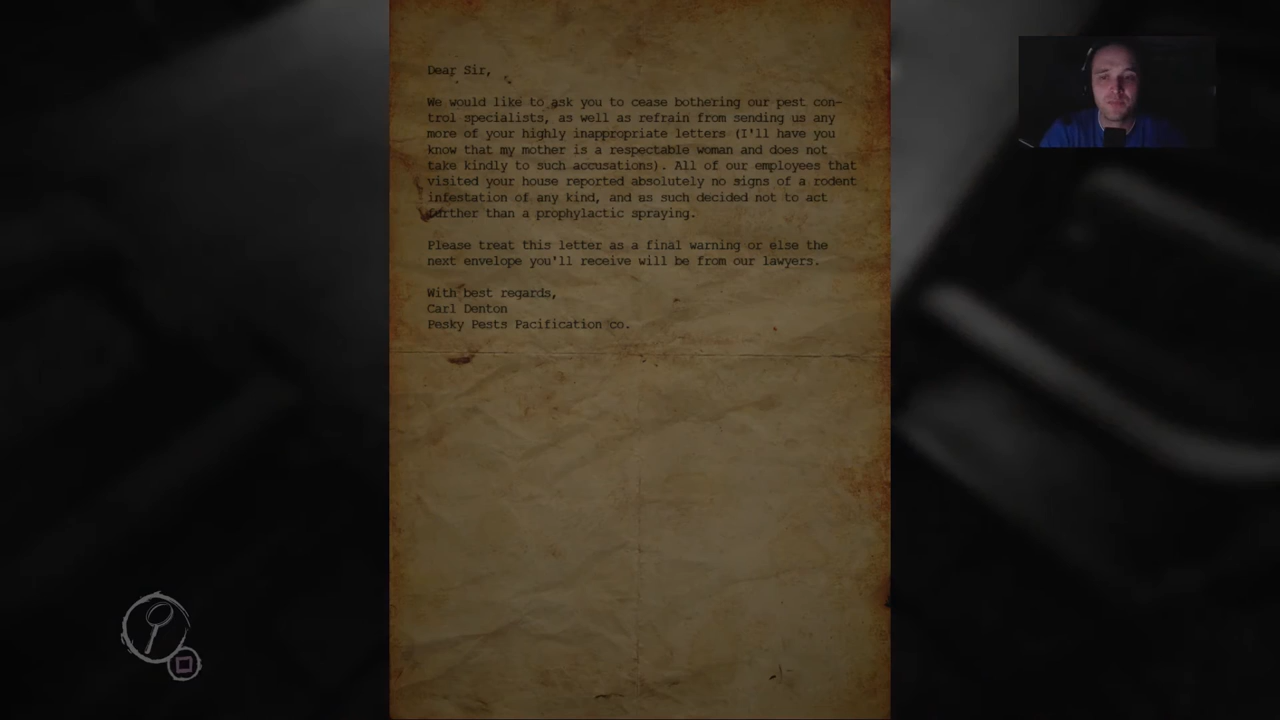 Dear Sir,
We would like to ask you to cease bothering our pest con-
trol specialists, as well as refrain from sending us any
more of your highly inappropriate letters (I'll have you
know that my mother is a respectable woman and does not
take kindly to such accusations). All of our employees that
visited your house reported absolutely no signs of a rodent
infestation of any kind, and as such decided not to act
further than a prophylactic spraying.
Please treat this letter as a final warning or else the
next envelope you'll receive will be from our lawyers.
With best regards,
Carl Denton
Pesky Pests Pacification co.